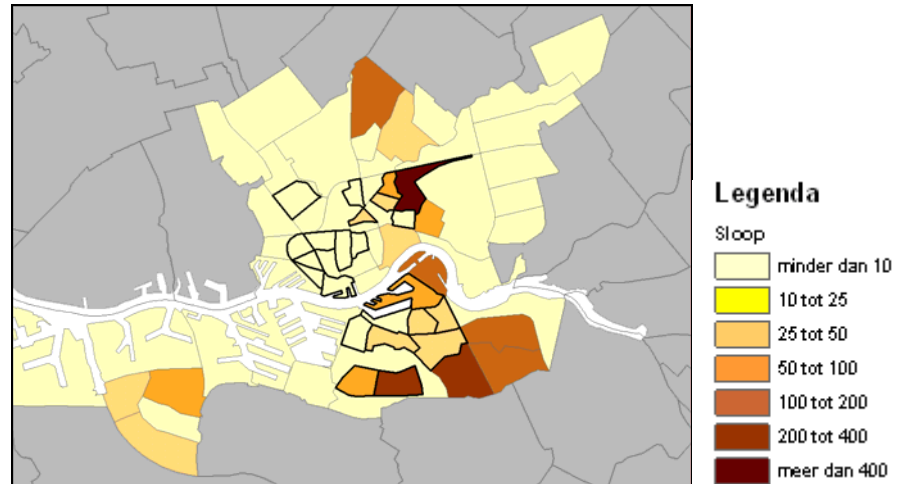 Legenda
Sloop
minder dan 10
10 tot 25
25 tot 50
50 tot 100
100 tot 200
200 tot 400
meer dan 400